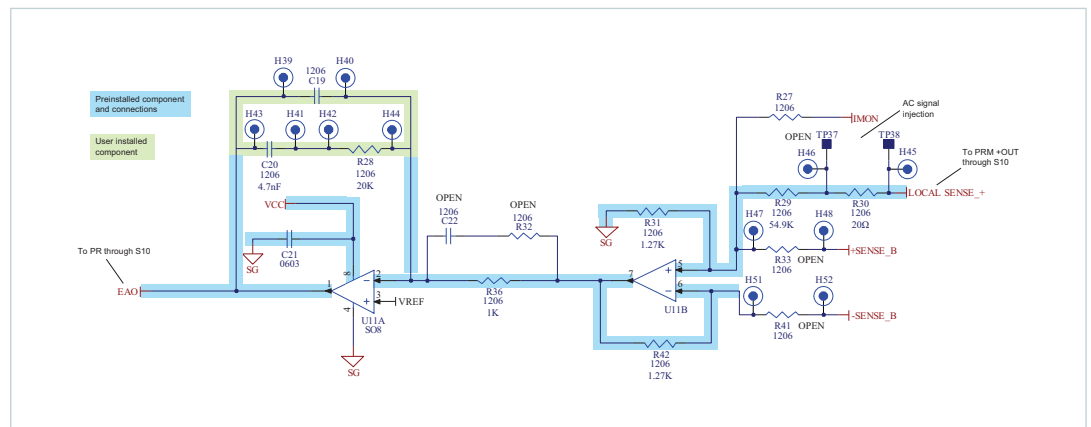 H39
H40
1206
C19
H43
H41
H42
H44
C20
1206
4.7nF
R28
1206
20K
Preinstalled component
and connections
User installed
component
VCC
C21
0603
SG
To PR through S10
EAO
1
8
4
2
3
VREF
U11A
SO8
SG
OPEN
1206
C22
OPEN
1206
R32
R36
1206
1K
R31
1206
1.27K
SG
7
5
6
U11B
R42
1206
1.27K
R27
1206
IMON
OPEN
TP37
TP38
AC signal
injection
H46
H45
To PRM +OUT
through S10
R29
1206
54.9K
R30
1206
20Ω
LOCAL SENSE_+
H47
H48
R33
1206
OPEN
+SENSE_B
H51
H52
R41
1206
OPEN
-SENSE_B